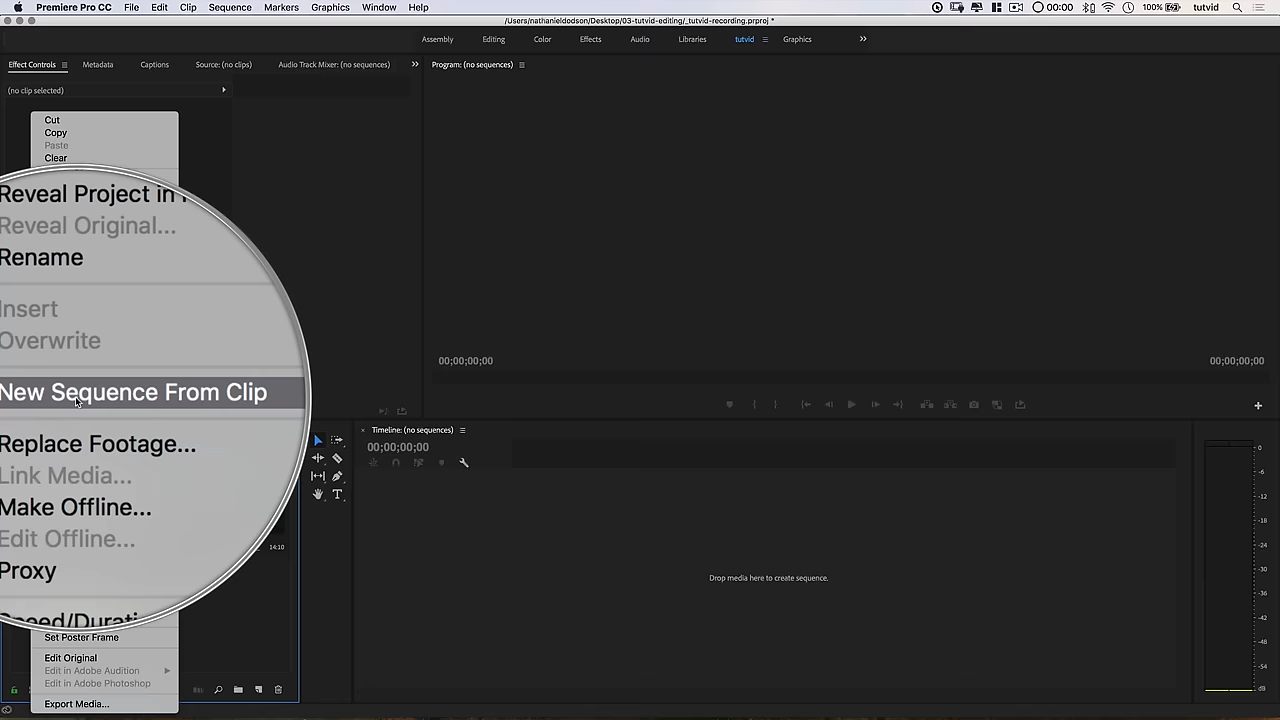 Premiere Pro CC File Edit Clip Sequence Markers Graphics Window Help 00:00 100% tutvid
/Users/nathanieldodson/Desktop/03-tutvid-editing/_tutvid-recording.prproj *
Assembly Editing Color Effects Audio Libraries tutvid Graphics
Effect Controls Metadata Captions Source: (no clips) Audio Track Mixer: (no sequences) Program: (no sequences)
(no clip selected)
Cut
Copy
Paste
Clear
Reveal Project in
Reveal Original...
Rename
Insert
Overwrite
00;00;00;00 00;00;00;00
New Sequence From Clip
Timeline: (no sequences)
00;00;00;00
Replace Footage...
Link Media...
Make Offline...
Edit Offline...
14:10
Proxy
Drop media here to create sequence.
Speed/Durati
Set Poster Frame
Edit Original
Edit in Adobe Audition
Edit in Adobe Photoshop
Export Media...
0
-6
-12
-18
-24
-30
-36
-42
-48
-54
dB